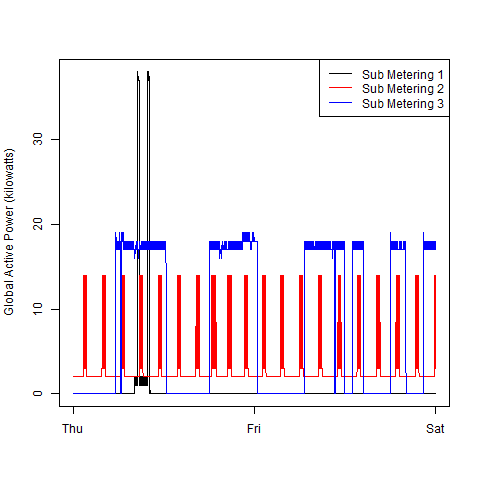 Sub Metering 1
Sub Metering 2
Sub Metering 3
Global Active Power (kilowatts)
30
20
10
0
Thu Fri Sat